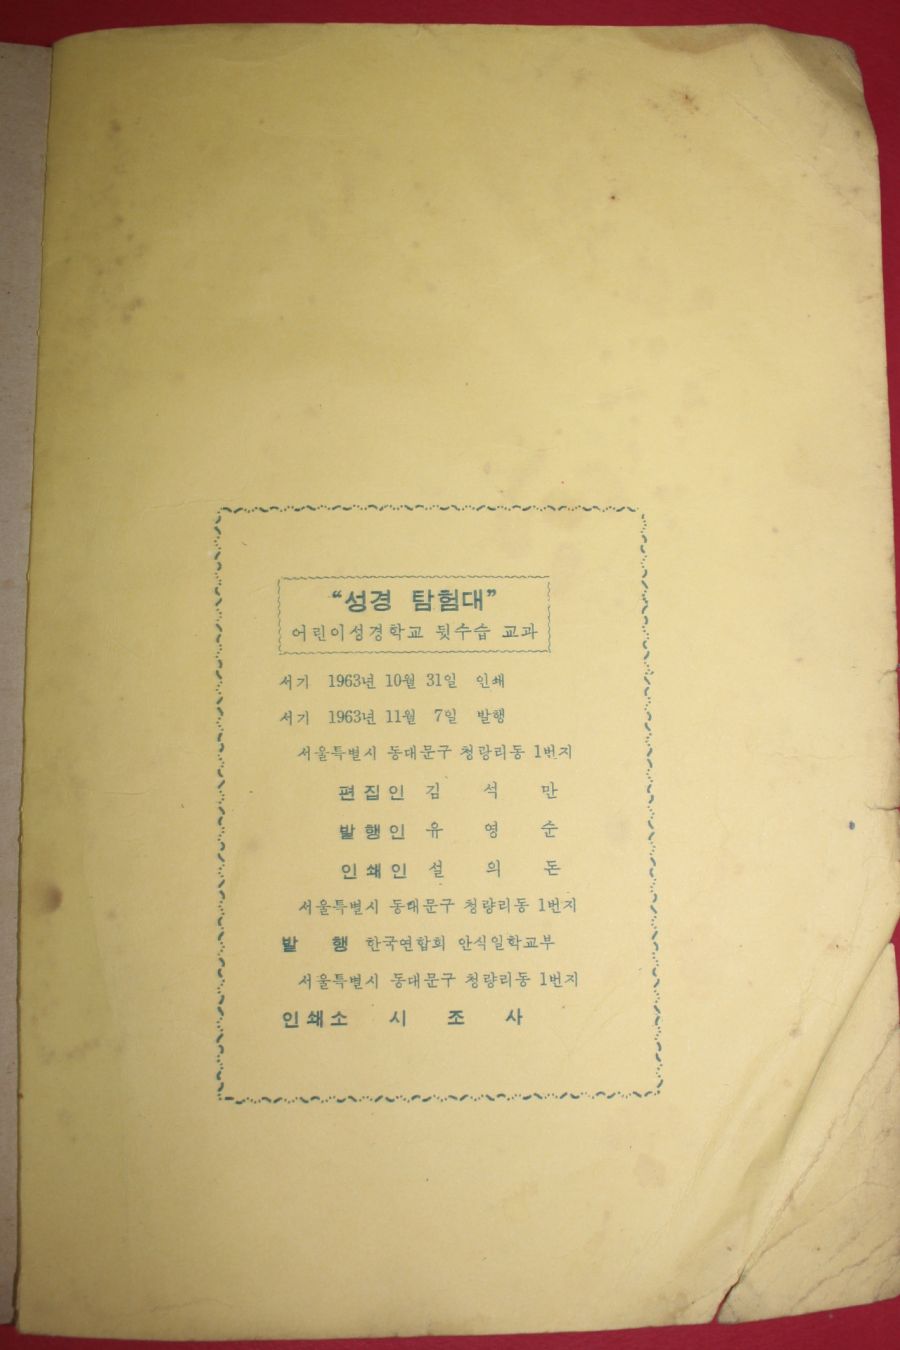 “성경 탐험대”
어린이성경학교 뒷수습 교과
서기 1963년 10월 31일 인쇄
서기 1963년 11월 7일 발행
서울특별시 동대문구 청량리동 1번지
편집인 김 석 만
발행인 유 영 순
인쇄인 설 의 돈
서울특별시 동대문구 청량리동 1번지
발 행 한국연합회 안식일학교부
서울특별시 동대문구 청량리동 1번지
인쇄소 시 조 사